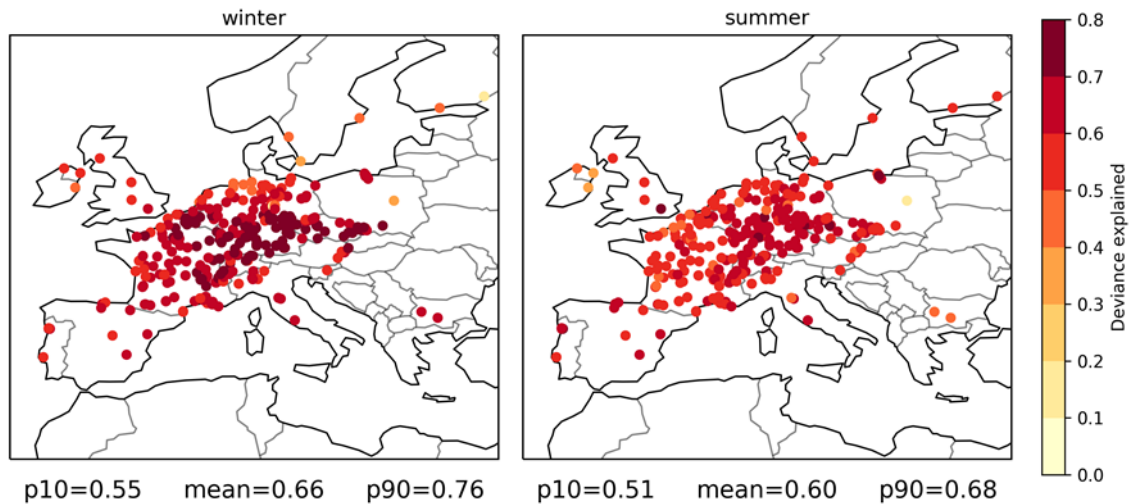 winter
summer
0.8
0.7
0.6
0.5
0.4
0.3
0.2
0.1
0.0
Deviance explained
p10=0.55 mean=0.66 p90=0.76
p10=0.51 mean=0.60 p90=0.68